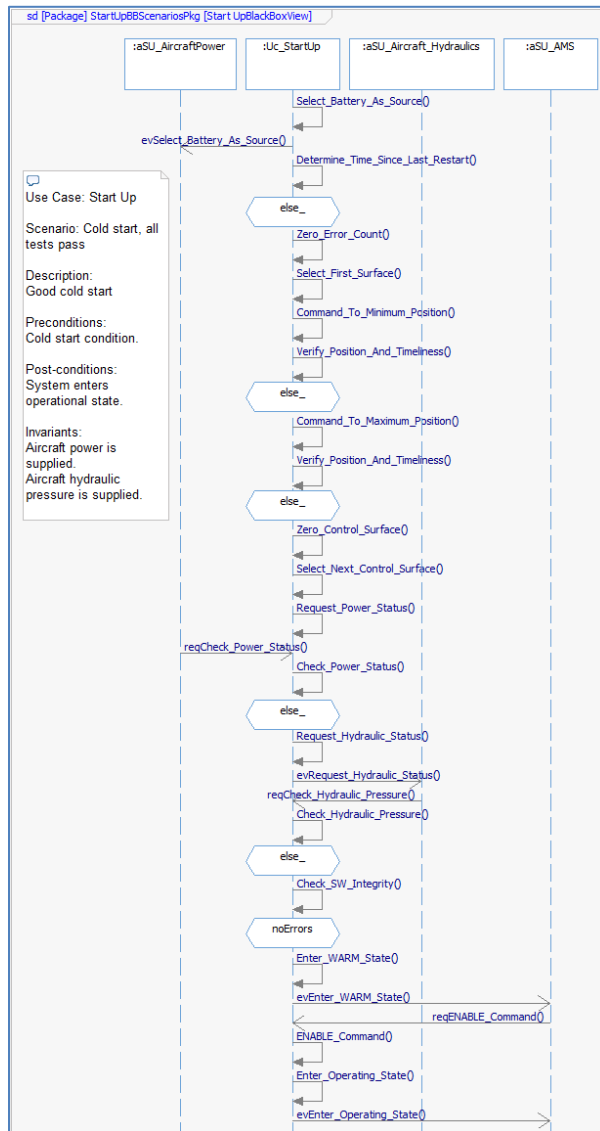 sd [Package] StartUpBBScenariosPkg [Start UpBlackBoxView]
:aSU_AircraftPower
:Uc_StartUp
:aSU_Aircraft_Hydraulics
:aSU_AMS
Select_Battery_As_Source()
evSelect_Battery_As_Source()
Determine_Time_Since_Last_Restart()
Use Case: Start Up
Scenario: Cold start, all
tests pass
Description:
Good cold start
Preconditions:
Cold start condition.
Post-conditions:
System enters
operational state.
Invariants:
Aircraft power is
supplied.
Aircraft hydraulic
pressure is supplied.
else_
Zero_Error_Count()
Select_First_Surface()
Command_To_Minimum_Position()
Verify_Position_And_Timeliness()
else_
Command_To_Maximum_Position()
Verify_Position_And_Timeliness()
else_
Zero_Control_Surface()
Select_Next_Control_Surface()
Request_Power_Status()
reqCheck_Power_Status()
Check_Power_Status()
else_
Request_Hydraulic_Status()
evRequest_Hydraulic_Status()
reqCheck_Hydraulic_Pressure()
Check_Hydraulic_Pressure()
else_
Check_SW_Integrity()
noErrors
Enter_WARM_State()
evEnter_WARM_State()
reqENABLE_Command()
ENABLE_Command()
Enter_Operating_State()
evEnter_Operating_State()